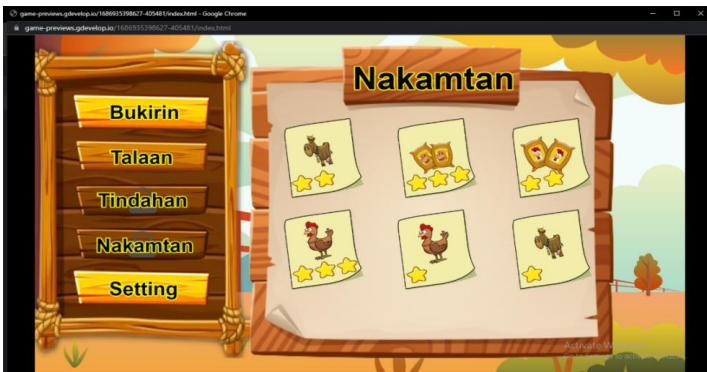 game-previews.gdevelop.io/1686935398627-405481/index.html - Google Chrome
game-previews.gdevelop.io/1686935398627-405481/index.html
Nakamtan
Bukirin
Talaan
Tindahan
Nakamtan
Setting
Activate